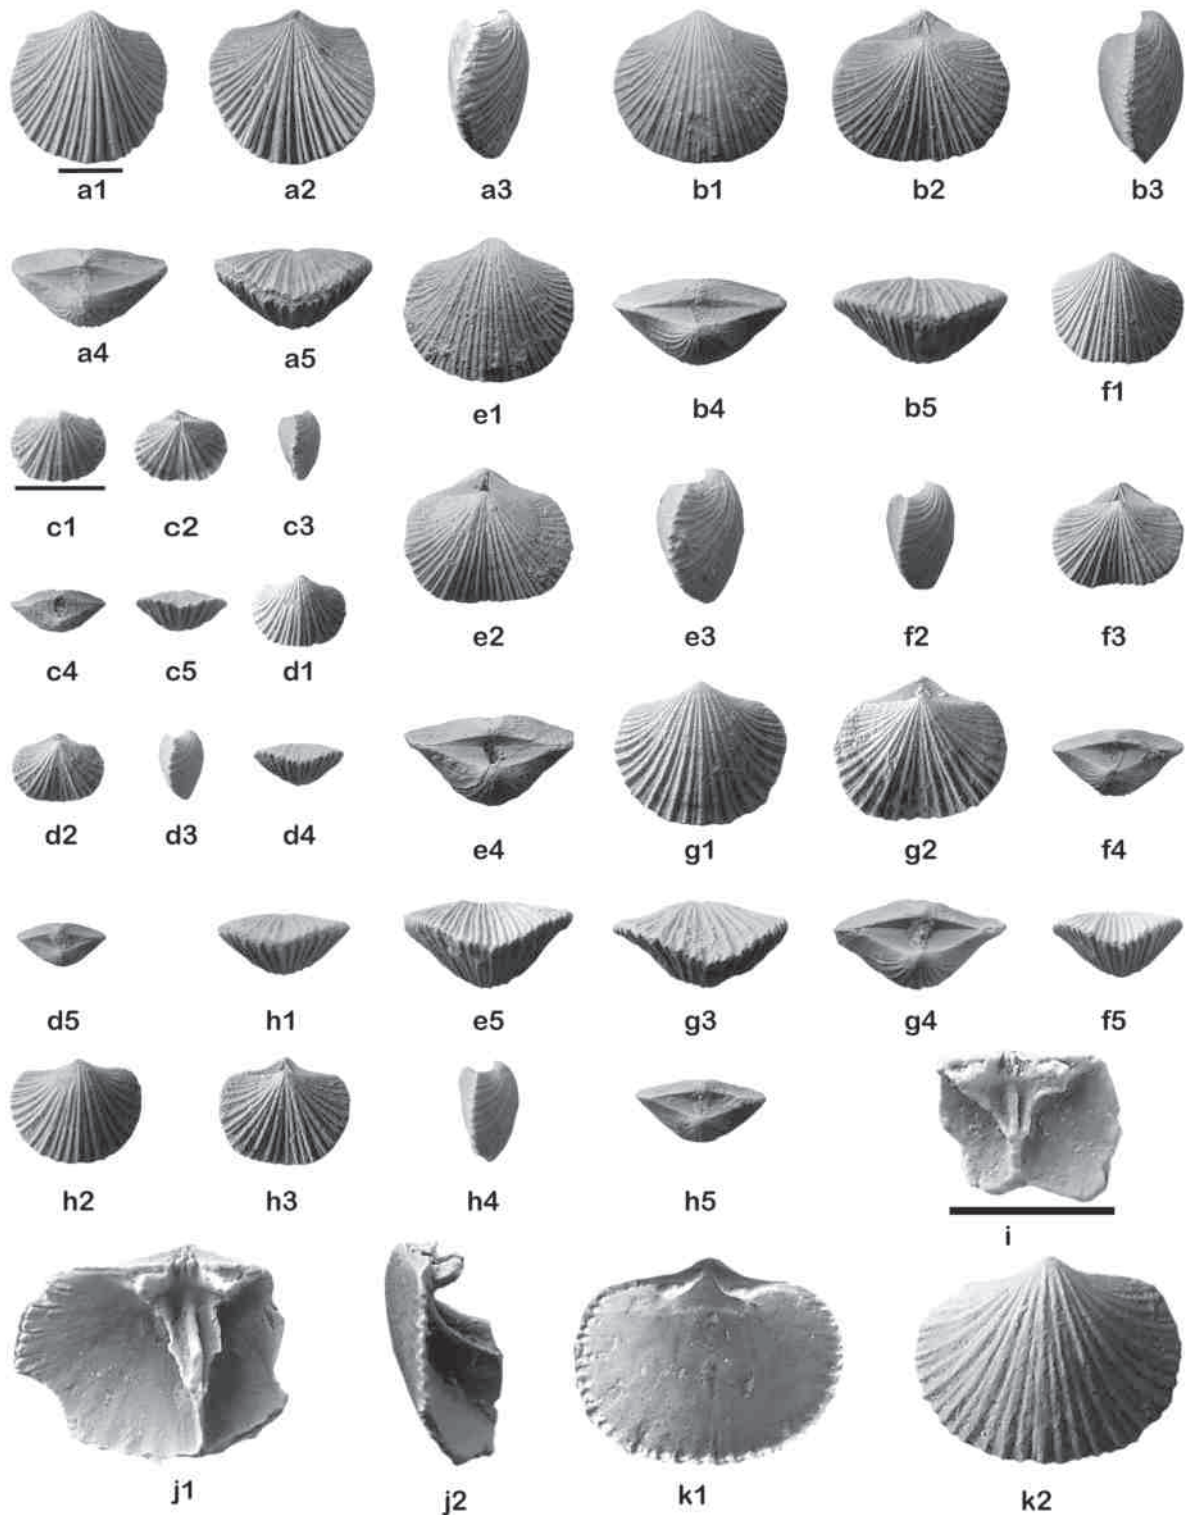 a1 a2 a3 b1 b2 b3
a4 a5 e1 b4 b5 f1
c1 c2 c3 e2 e3 f2 f3
c4 c5 d1
d2 d3 d4 e4 g1 g2 f4
d5 h1 e5 g3 g4 f5
h2 h3 h4 h5 i
j1 j2 k1 k2